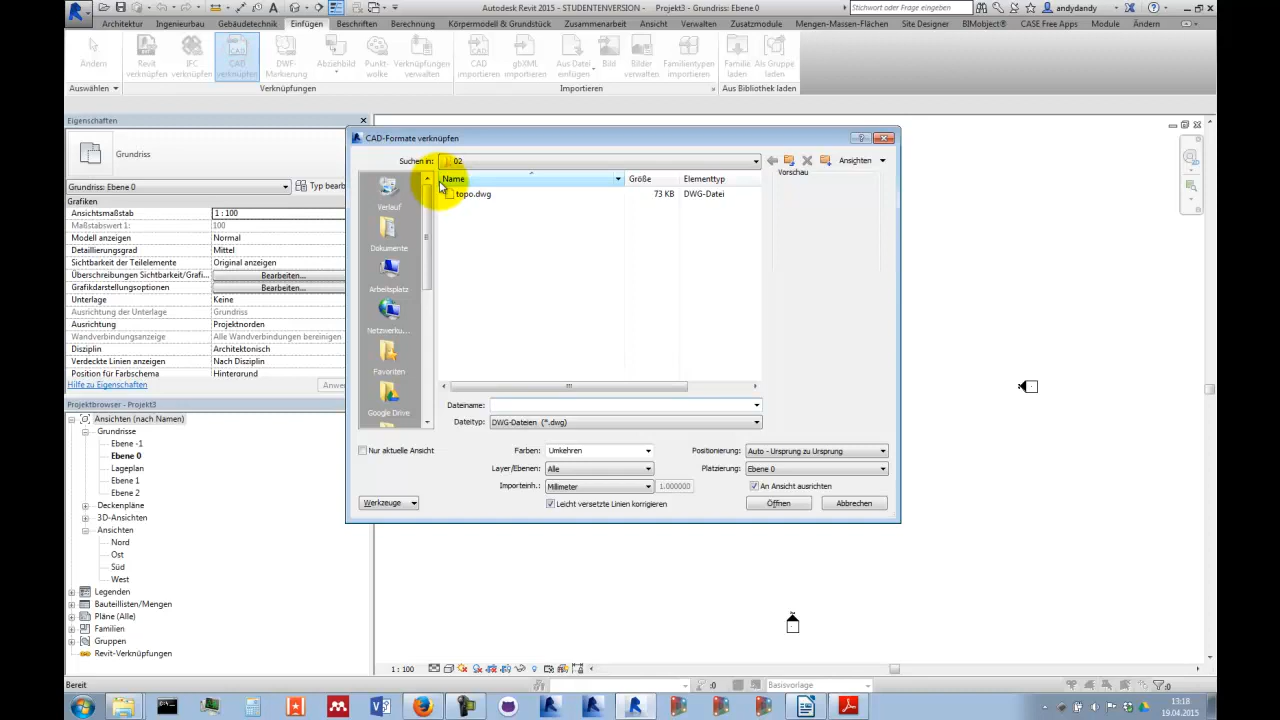 Autodesk Revit 2015 - STUDENTENVERSION - Projekt3 - Grundriss: Ebene 0
Stichwort oder Frage eingeben
andydandy
Architektur Ingenieurbau Gebäudetechnik Einfügen Beschriften Berechnung Körpermodell & Grundstück Zusammenarbeit Ansicht Verwalten Zusatzmodule Mengen-Massen-Flächen Site Designer BIMobject® CASE Free Apps Module Ändern
Ändern
Revit verknüpfen
IFC verknüpfen
CAD verknüpfen
DWF-Markierung
Abziehbild
Punkt-wolke
Verknüpfungen verwalten
CAD importieren
gbXML importieren
Aus Datei einfügen
Bild
Bilder verwalten
Familientypen importieren
Familie laden
Als Gruppe laden
Auswählen Verknüpfungen Importieren Aus Bibliothek laden
Eigenschaften
Grundriss
Grundriss: Ebene 0 Typ bearb
Grafiken
Ansichtsmaßstab 1 : 100
Maßstabswert 1: 100
Modell anzeigen Normal
Detaillierungsgrad Mittel
Sichtbarkeit der Teilelemente Original anzeigen
Überschreibungen Sichtbarkeit/Grafi... Bearbeiten...
Grafikdarstellungsoptionen Bearbeiten...
Unterlage Keine
Ausrichtung der Unterlage Grundriss
Ausrichtung Projektnorden
Wandverbindungsanzeige Alle Wandverbindungen bereinigen
Disziplin Architektonisch
Verdeckte Linien anzeigen Nach Disziplin
Position für Farbschema Hintergrund
Hilfe zu Eigenschaften Anwe
Projektbrowser - Projekt3
Ansichten (nach Namen)
Grundrisse
Ebene -1
Ebene 0
Lageplan
Ebene 1
Ebene 2
Deckenpläne
3D-Ansichten
Ansichten
Nord
Ost
Süd
West
Legenden
Bauteillisten/Mengen
Pläne (Alle)
Familien
Gruppen
Revit-Verknüpfungen
CAD-Formate verknüpfen
Suchen in: 02 Ansichten
Name Größe Elementtyp
topo.dwg 73 KB DWG-Datei
Vorschau
Verlauf
Dokumente
Arbeitsplatz
Netzwerku...
Favoriten
Google Drive
Dateiname:
Dateityp: DWG-Dateien (*.dwg)
Nur aktuelle Ansicht Farben: Umkehren Positionierung: Auto - Ursprung zu Ursprung
Layer/Ebenen: Alle Platzierung: Ebene 0
Importeinh.: Millimeter 1.000000 An Ansicht ausrichten
Werkzeuge Leicht versetzte Linien korrigieren Öffnen Abbrechen
1 : 100
Bereit :0 Basisvorlage :0
13:18
19.04.2015